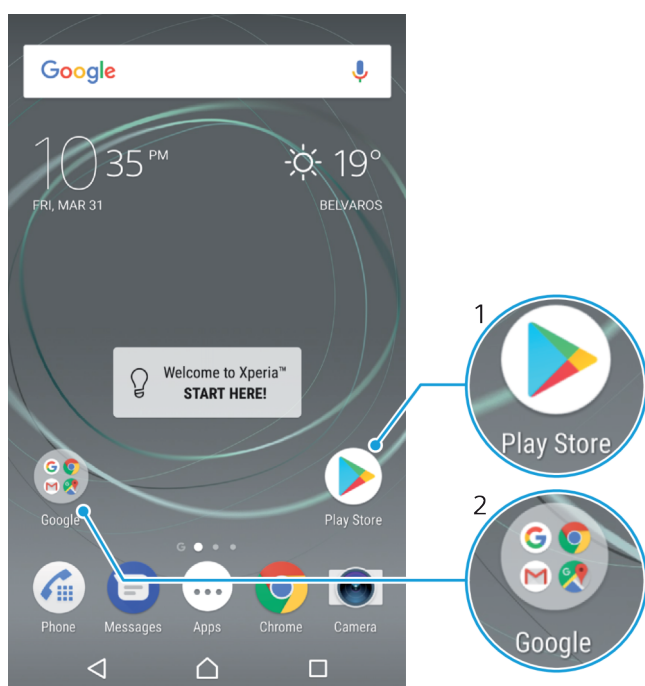 Google
10 35 PM
19°
FRI, MAR 31
BELVAROS
Welcome to Xperia™
START HERE!
Google
Play Store
G
Phone
Messages
Apps
Chrome
Camera
1
Play Store
2
Google